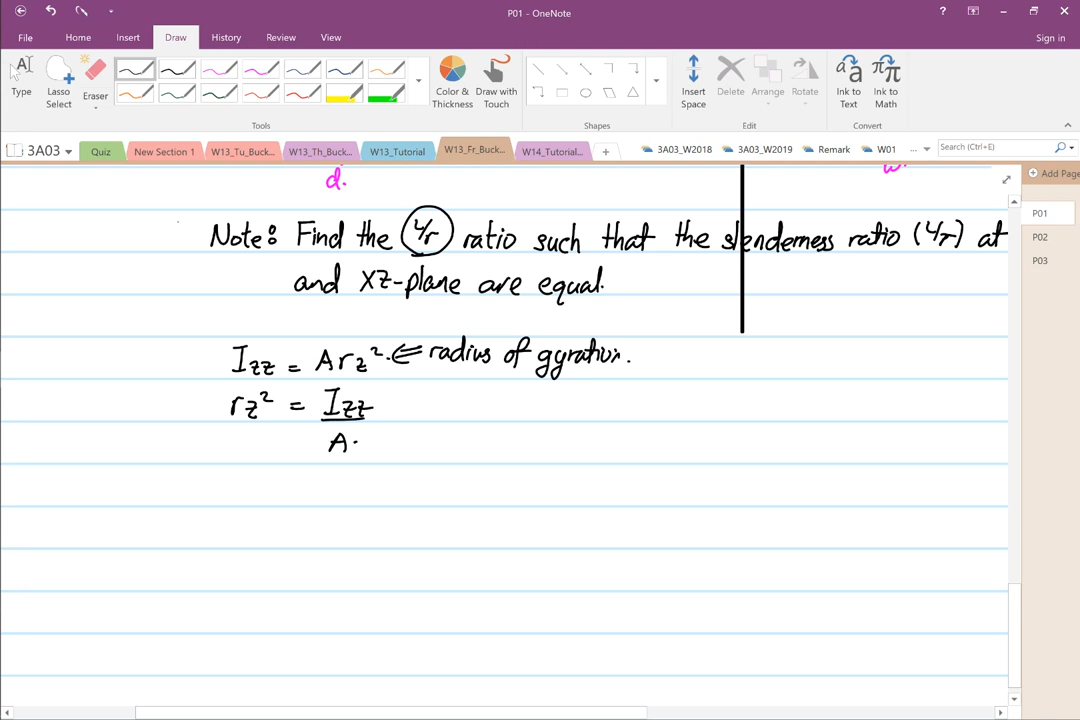 P01 - OneNote
?
File Home Insert Draw History Review View
Sign in
Type
Lasso Select
Eraser
Color & Thickness
Draw with Touch
Insert Space
Delete
Arrange
Rotate
Ink to Text
Ink to Math
Tools
Shapes
Edit
Convert
3A03
Quiz
New Section 1
W13_Tu_Buck...
W13_Th_Buck...
W13_Tutorial
W13_Fr_Buck...
W14_Tutorial...
3A03_W2018
3A03_W2019
Remark
W01
...
Search (Ctrl+E)
Add Page
P01
P02
P03
d.
w.
Note: Find the (L/r) ratio such that the slenderness ratio (L/r) at
and XZ-plane are equal.
Izz = Arz². ⇐ radius of gyration.
rz² = Izz
A.